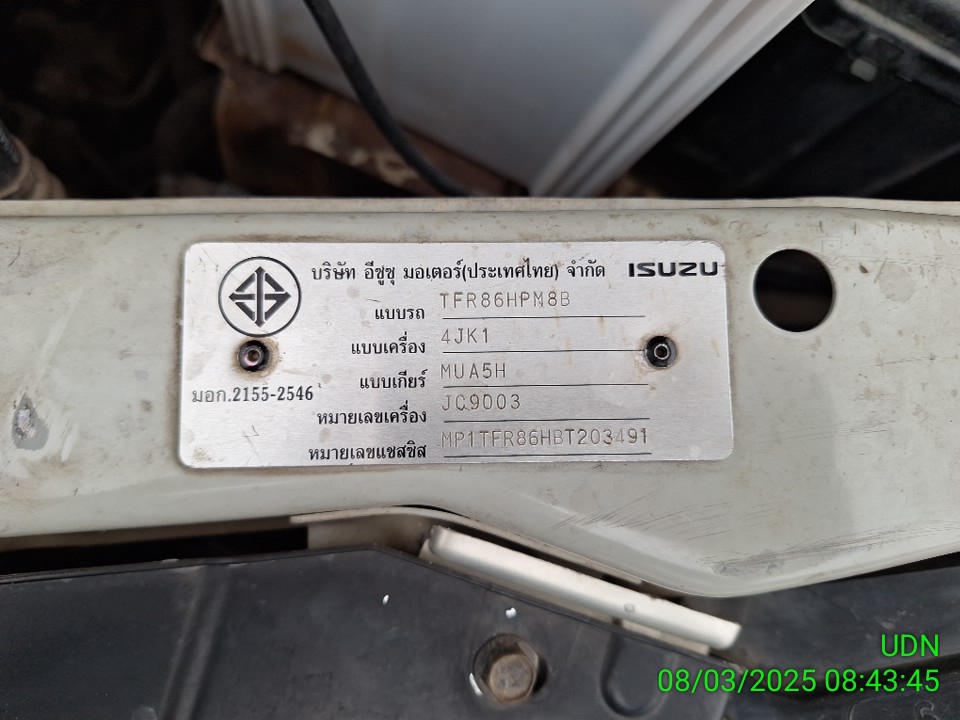 บริษัท อีซูซุ มอเตอร์(ประเทศไทย) จำกัด ISUZU
แบบรถ TFR86HPM8B
แบบเครื่อง 4JK1
แบบเกียร์ MUA5H
มอก.2155-2546
หมายเลขเครื่อง JC9003
หมายเลขแชสซิส MP1TFR86HBT203491
UDN
08/03/2025 08:43:45